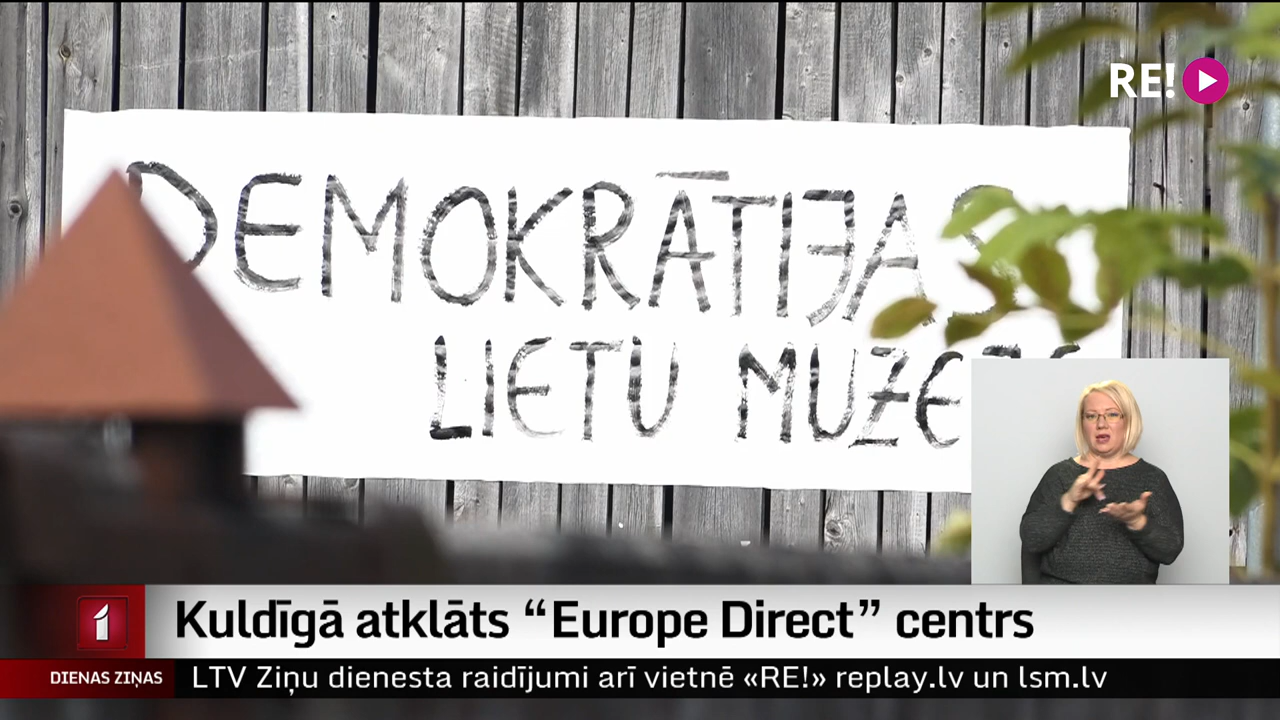 RE!
DEMOKRĀTIJAS
LIETU
Kuldīgā atklāts “Europe Direct” centrs
1
DIENAS ZIŅAS
LTV Ziņu dienesta raidījumi arī vietnē «RE!» replay.lv un lsm.lv